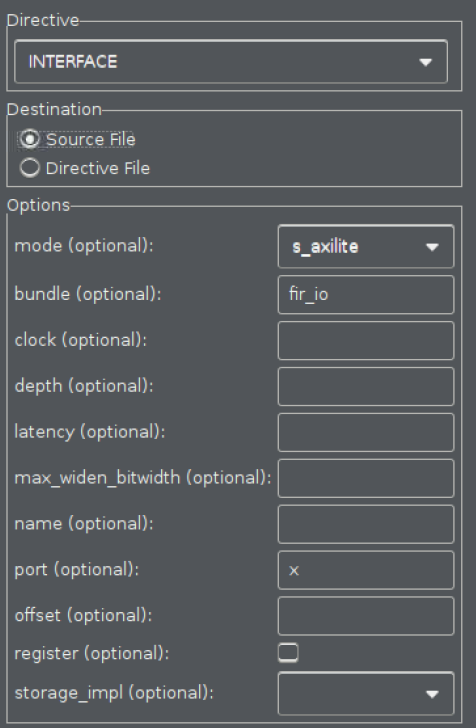 Directive
INTERFACE
Destination
Source File
Directive File
Options
mode (optional): s_axilite
bundle (optional): fir_io
clock (optional):
depth (optional):
latency (optional):
max_widen_bitwidth (optional):
name (optional):
port (optional): x
offset (optional):
register (optional):
storage_impl (optional):